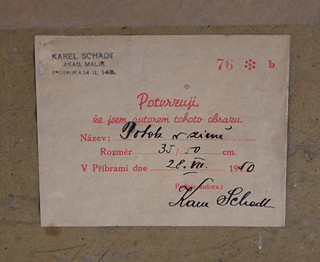 KAREL SCHADT
AKAD. MALÍŘ
PŘÍBRAM II, 148.
76 ✻ b
Potvrzuji,
že jsem autorem tohoto obrazu.
Název: Potok v zimě
Rozměr 35/50 cm.
V Příbrami dne 28. VII. 1950
Podpis autora:
Karel Schadt